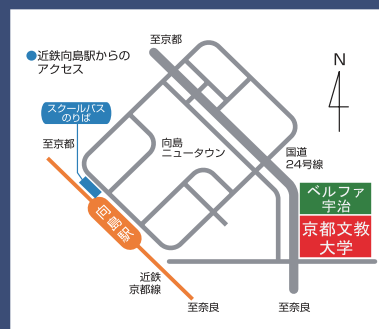 至京都
N
●近鉄向島駅からの
アクセス
スクールバス
のりば
至京都
向島
ニュータウン
国道
24号線
ベルファ
宇治
向島駅
京都文教
大学
近鉄
京都線
至奈良
至奈良